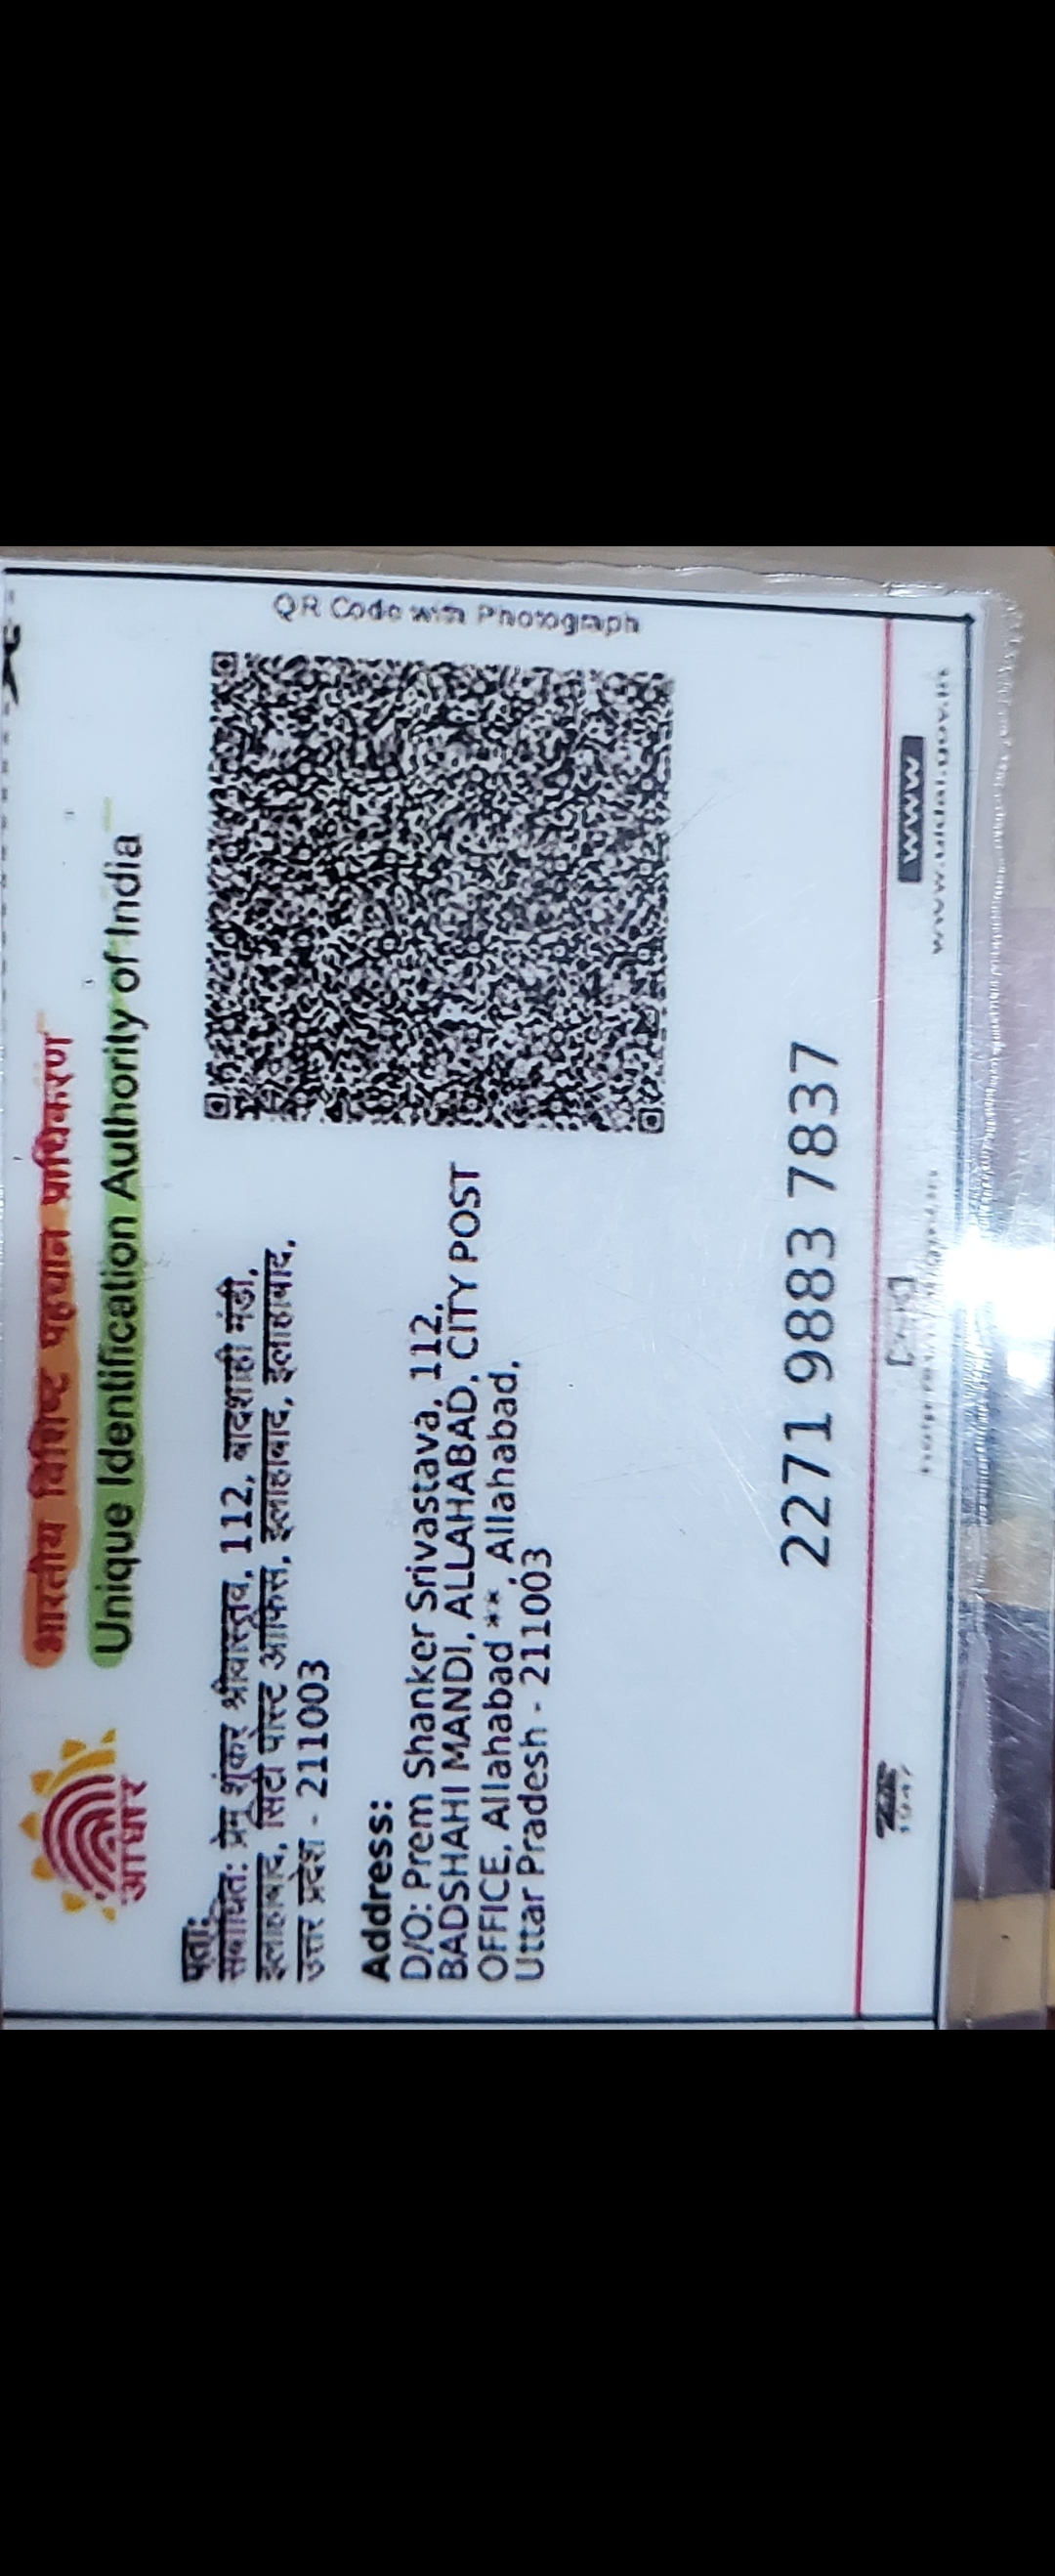 भारतीय विशिष्ट पहचान प्राधिकरण
Unique Identification Authority of India
आधार
पता:
संबोधित: प्रेम शंकर श्रीवास्तव, 112, बादशाही मंडी,
इलाहाबाद, सिटी पोस्ट ऑफिस, इलाहाबाद, इलाहाबाद,
उत्तर प्रदेश - 211003
Address:
D/O: Prem Shanker Srivastava, 112,
BADSHAHI MANDI, ALLAHABAD, CITY POST
OFFICE, Allahabad **, Allahabad,
Uttar Pradesh - 211003
QR Code with Photograph
2271 9883 7837
1947
WWW